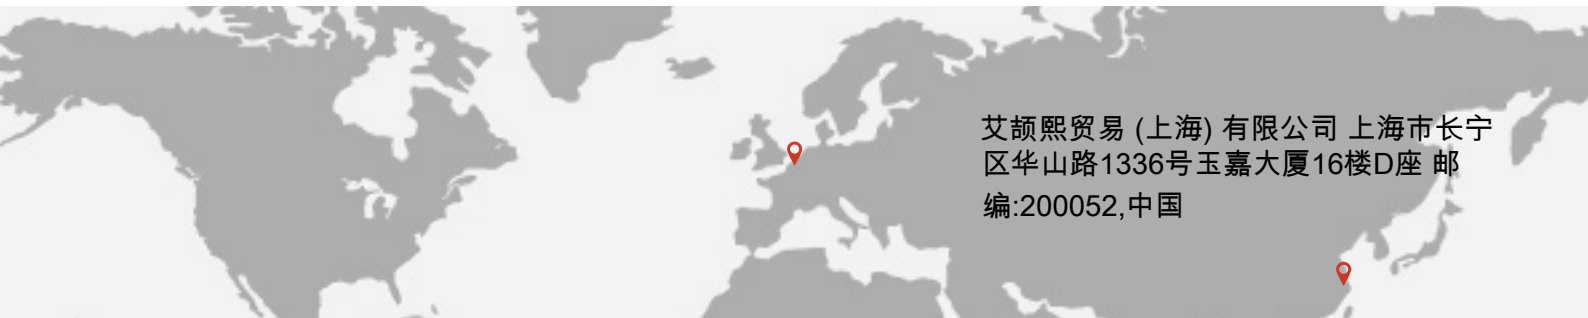 艾颉熙贸易 (上海) 有限公司 上海市长宁
区华山路1336号玉嘉大厦16楼D座 邮
编:200052,中国